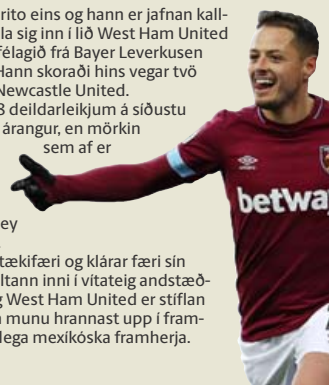 rito eins og hann er jafnan kall-
la sig inn í lið West Ham United
félagið frá Bayer Leverkusen
Hann skoraði hins vegar tvö
Newcastle United.
3 deildarleikjum á síðustu
árangur, en mörkin
sem af er
ey
tækifæri og klárar færi sín
ltann inni í vítateig andstæð-
g West Ham United er stíflan
munu hrannast upp í fram-
lega mexíkóska framherja.
UMBRO
betwa